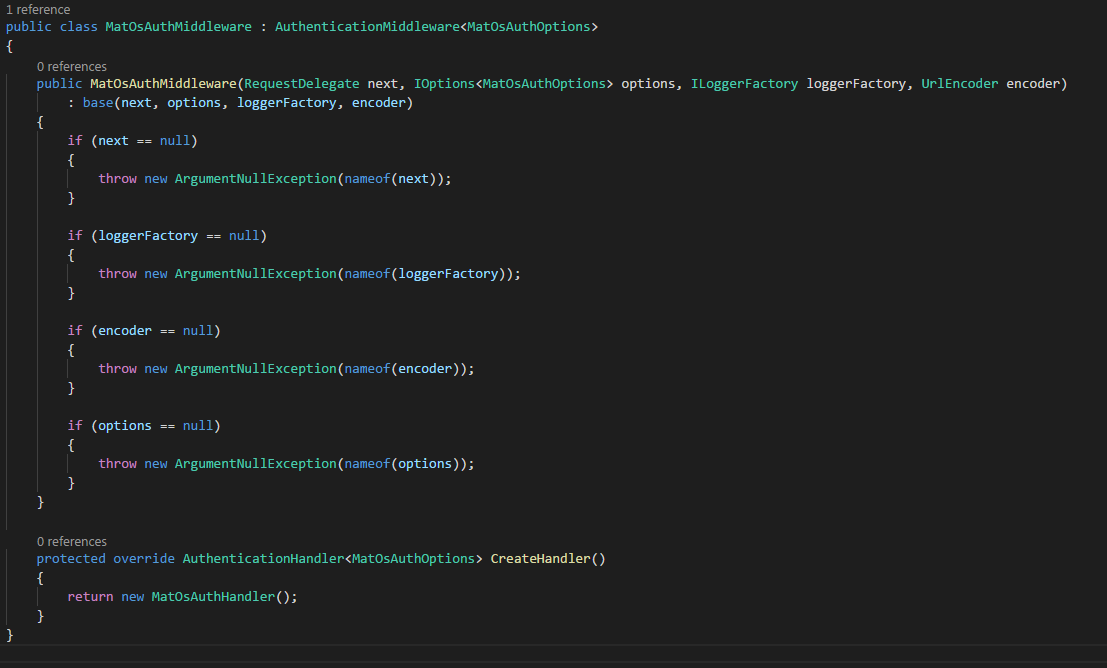 1 reference
public class MatOsAuthMiddleware : AuthenticationMiddleware<MatOsAuthOptions>
{
0 references
public MatOsAuthMiddleware(RequestDelegate next, IOptions<MatOsAuthOptions> options, ILoggerFactory loggerFactory, UrlEncoder encoder)
: base(next, options, loggerFactory, encoder)
{
if (next == null)
{
throw new ArgumentNullException(nameof(next));
}
if (loggerFactory == null)
{
throw new ArgumentNullException(nameof(loggerFactory));
}
if (encoder == null)
{
throw new ArgumentNullException(nameof(encoder));
}
if (options == null)
{
throw new ArgumentNullException(nameof(options));
}
}
0 references
protected override AuthenticationHandler<MatOsAuthOptions> CreateHandler()
{
return new MatOsAuthHandler();
}
}